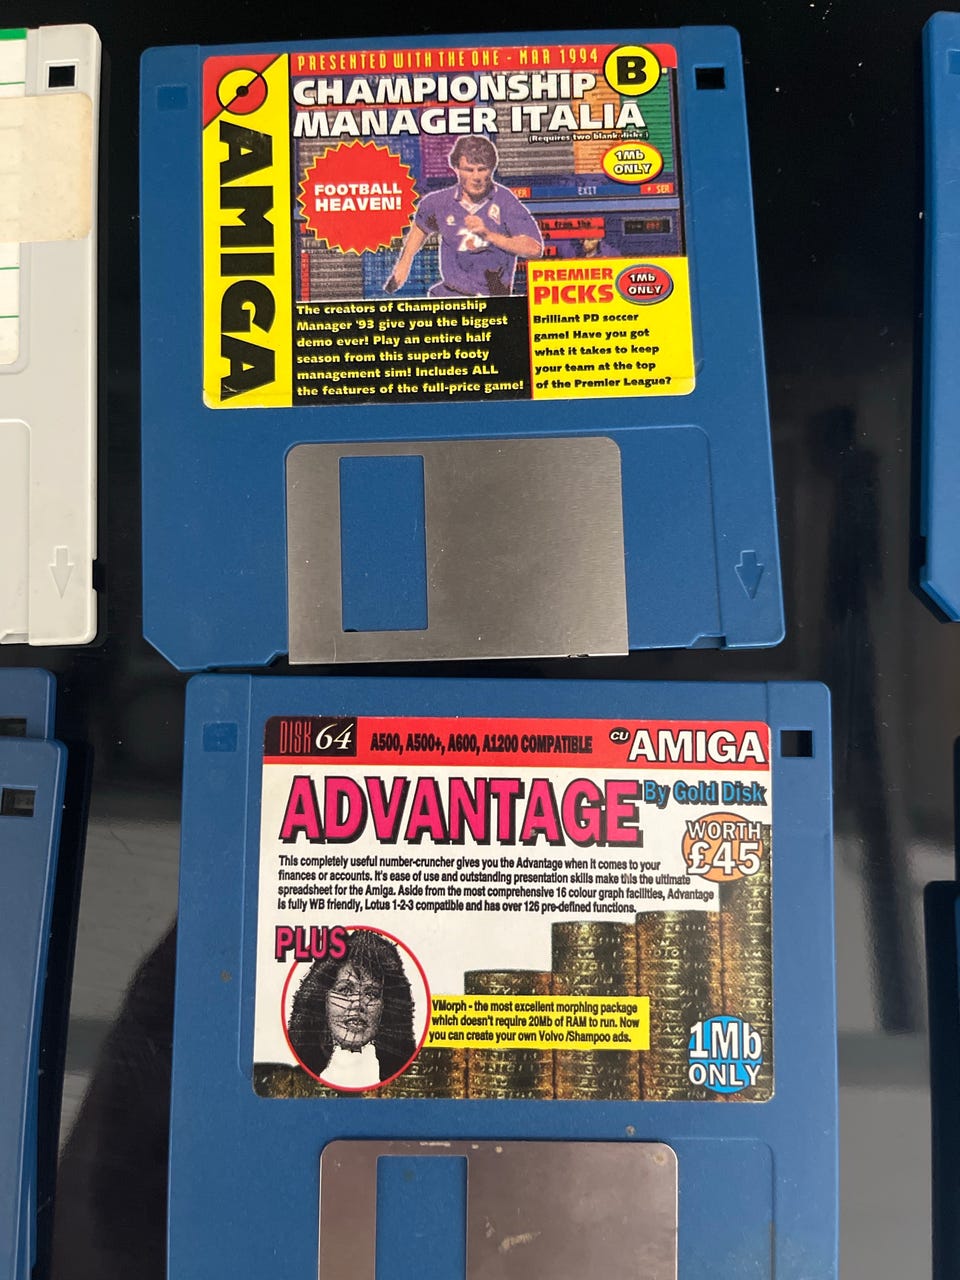 PRESENTED WITH THE ONE - MAR 1994
B
AMIGA
CHAMPIONSHIP
MANAGER ITALIA
(Requires two blank disks)
1Mb
ONLY
FOOTBALL
HEAVEN!
EXIT
The creators of Championship
Manager '93 give you the biggest
demo ever! Play an entire half
season from this superb footy
management sim! Includes ALL
the features of the full-price game!
PREMIER
PICKS
1Mb
ONLY
Brilliant PD soccer
game! Have you got
what it takes to keep
your team at the top
of the Premier League?
DISK 64
A500, A500+, A600, A1200 COMPATIBLE
CU AMIGA
ADVANTAGE
By Gold Disk
WORTH
£45
This completely useful number-cruncher gives you the Advantage when it comes to your
finances or accounts. It's ease of use and outstanding presentation skills make this the ultimate
spreadsheet for the Amiga. Aside from the most comprehensive 16 colour graph facilities, Advantage
is fully WB friendly, Lotus 1-2-3 compatible and has over 126 pre-defined functions.
PLUS
VMorph - the most excellent morphing package
which doesn't require 20Mb of RAM to run. Now
you can create your own Volvo /Shampoo ads.
1Mb
ONLY